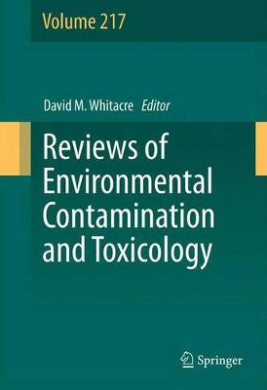 Volume 217
David M. Whitacre Editor
Reviews of
Environmental
Contamination
and Toxicology
Springer